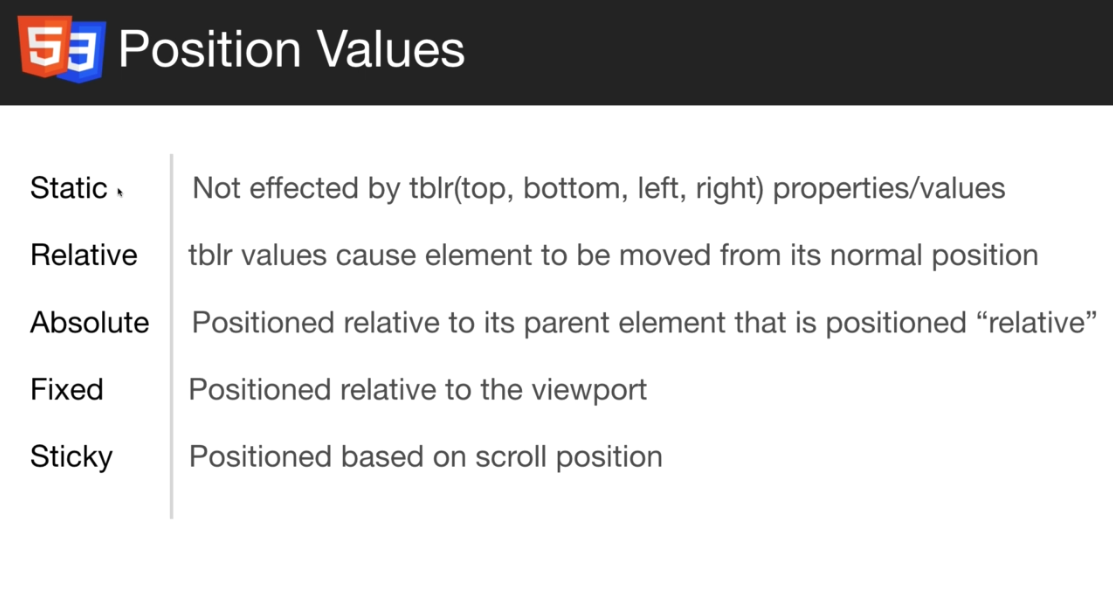 53 Position Values
Static Not effected by tblr(top, bottom, left, right) properties/values
Relative tblr values cause element to be moved from its normal position
Absolute Positioned relative to its parent element that is positioned “relative”
Fixed Positioned relative to the viewport
Sticky Positioned based on scroll position